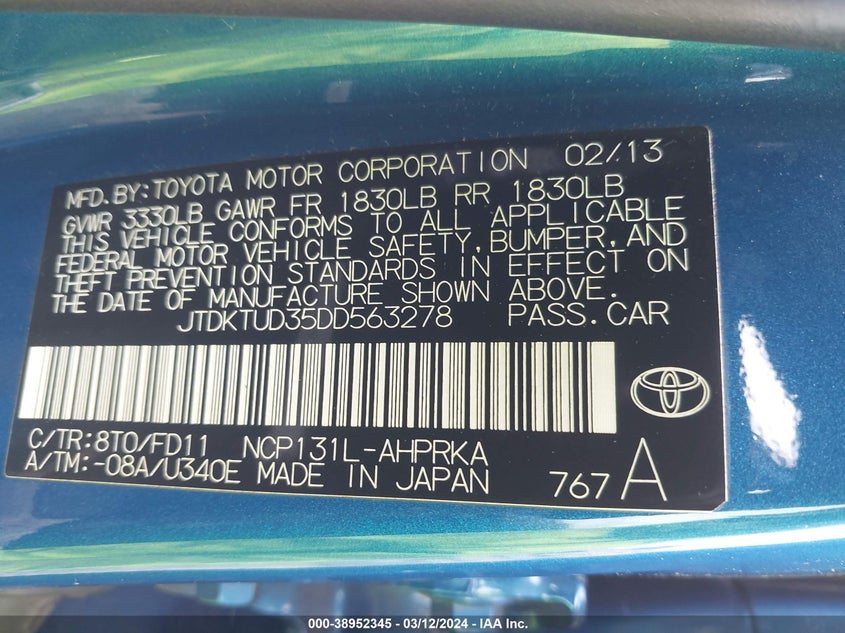 MFD.BY:TOYOTA MOTOR CORPORATION 02/13
GVWR 3330LB GAWR FR 1830LB RR 1830LB
THIS VEHICLE CONFORMS TO ALL APPLICABLE
FEDERAL MOTOR VEHICLE SAFETY,BUMPER,AND
THEFT PREVENTION STANDARDS IN EFFECT ON
THE DATE OF MANUFACTURE SHOWN ABOVE.
JTDKTUD35DD563278 PASS.CAR
C/TR:8T0/FD11 NCP131L-AHPRKA
A/TM:-08A/U340E MADE IN JAPAN 767 A
000-38952345 - 03/12/2024 - IAA Inc.